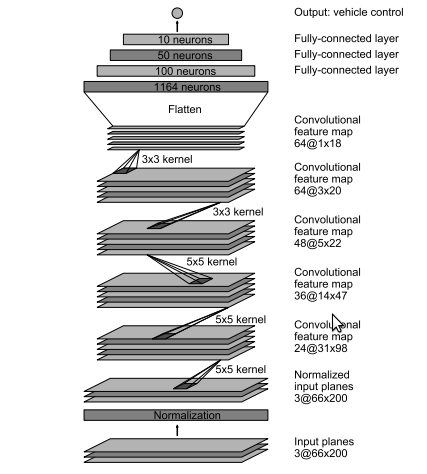 Output: vehicle control
10 neurons
Fully-connected layer
50 neurons
Fully-connected layer
100 neurons
Fully-connected layer
1164 neurons
Flatten
Convolutional
feature map
64@1x18
3x3 kernel
Convolutional
feature map
64@3x20
3x3 kernel
Convolutional
feature map
48@5x22
5x5 kernel
Convolutional
feature map
36@14x47
5x5 kernel
Convolutional
feature map
24@31x98
5x5 kernel
Normalized
input planes
3@66x200
Normalization
Input planes
3@66x200